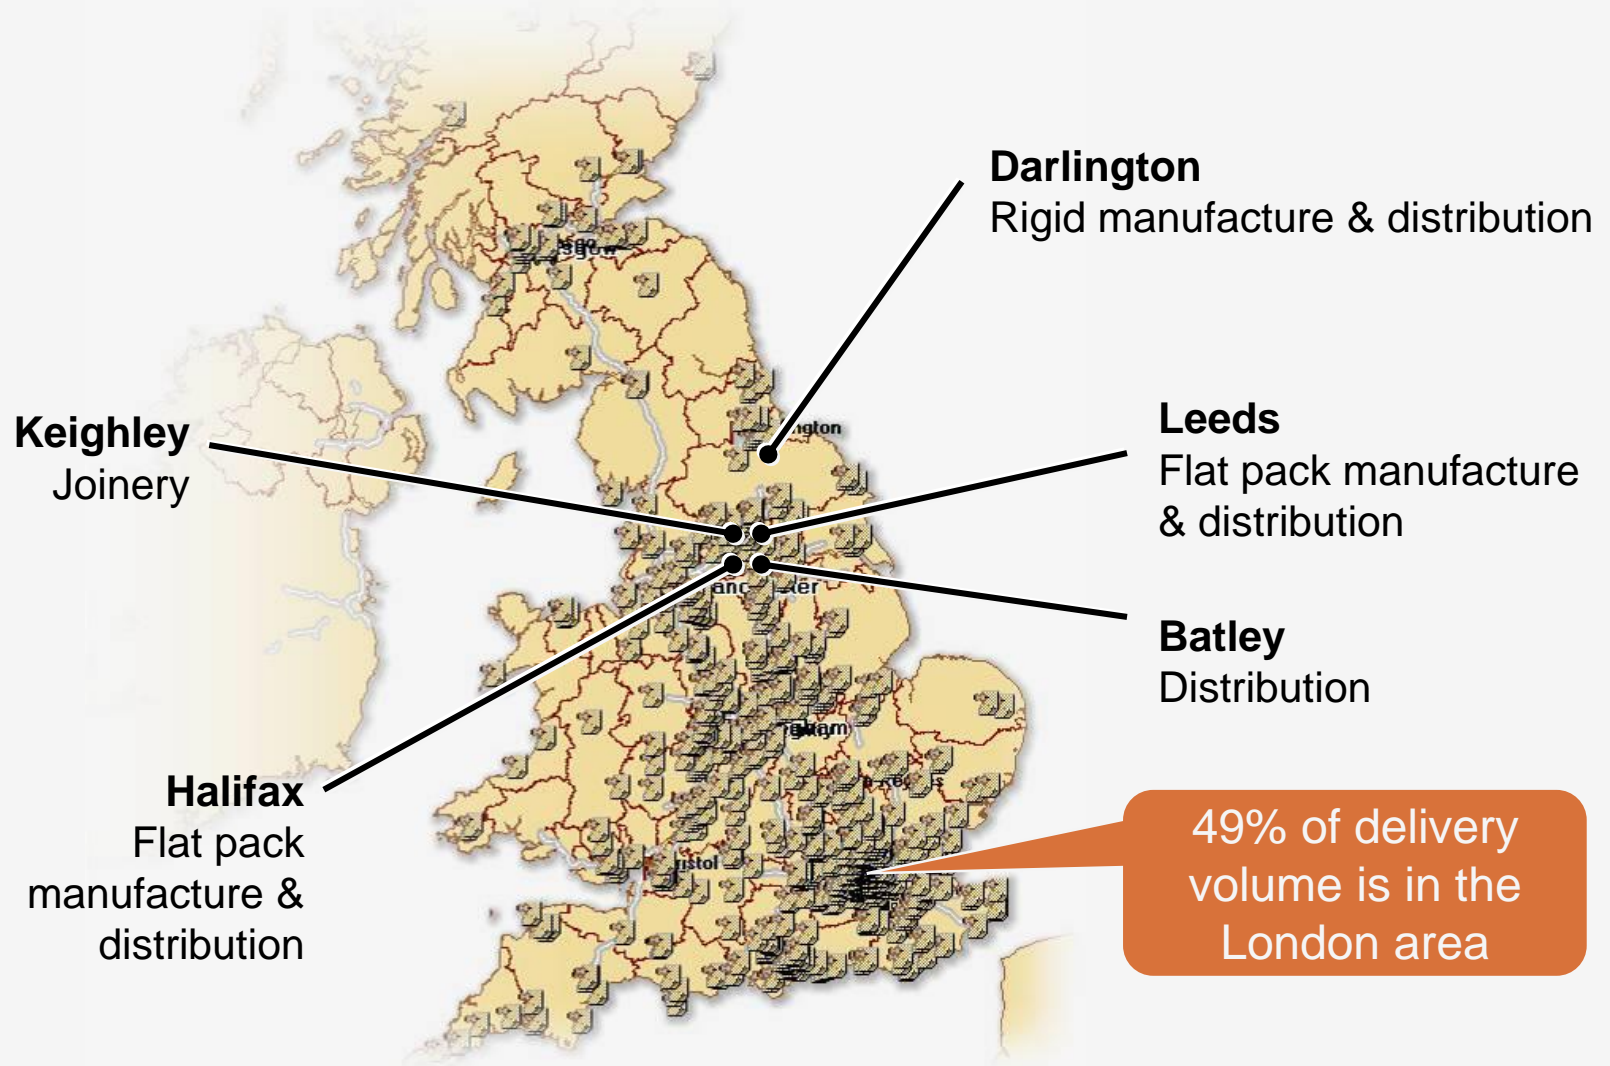 Darlington
Rigid manufacture & distribution
Keighley
Joinery
Leeds
Flat pack manufacture
& distribution
Batley
Distribution
Halifax
Flat pack
manufacture &
distribution
49% of delivery
volume is in the
London area